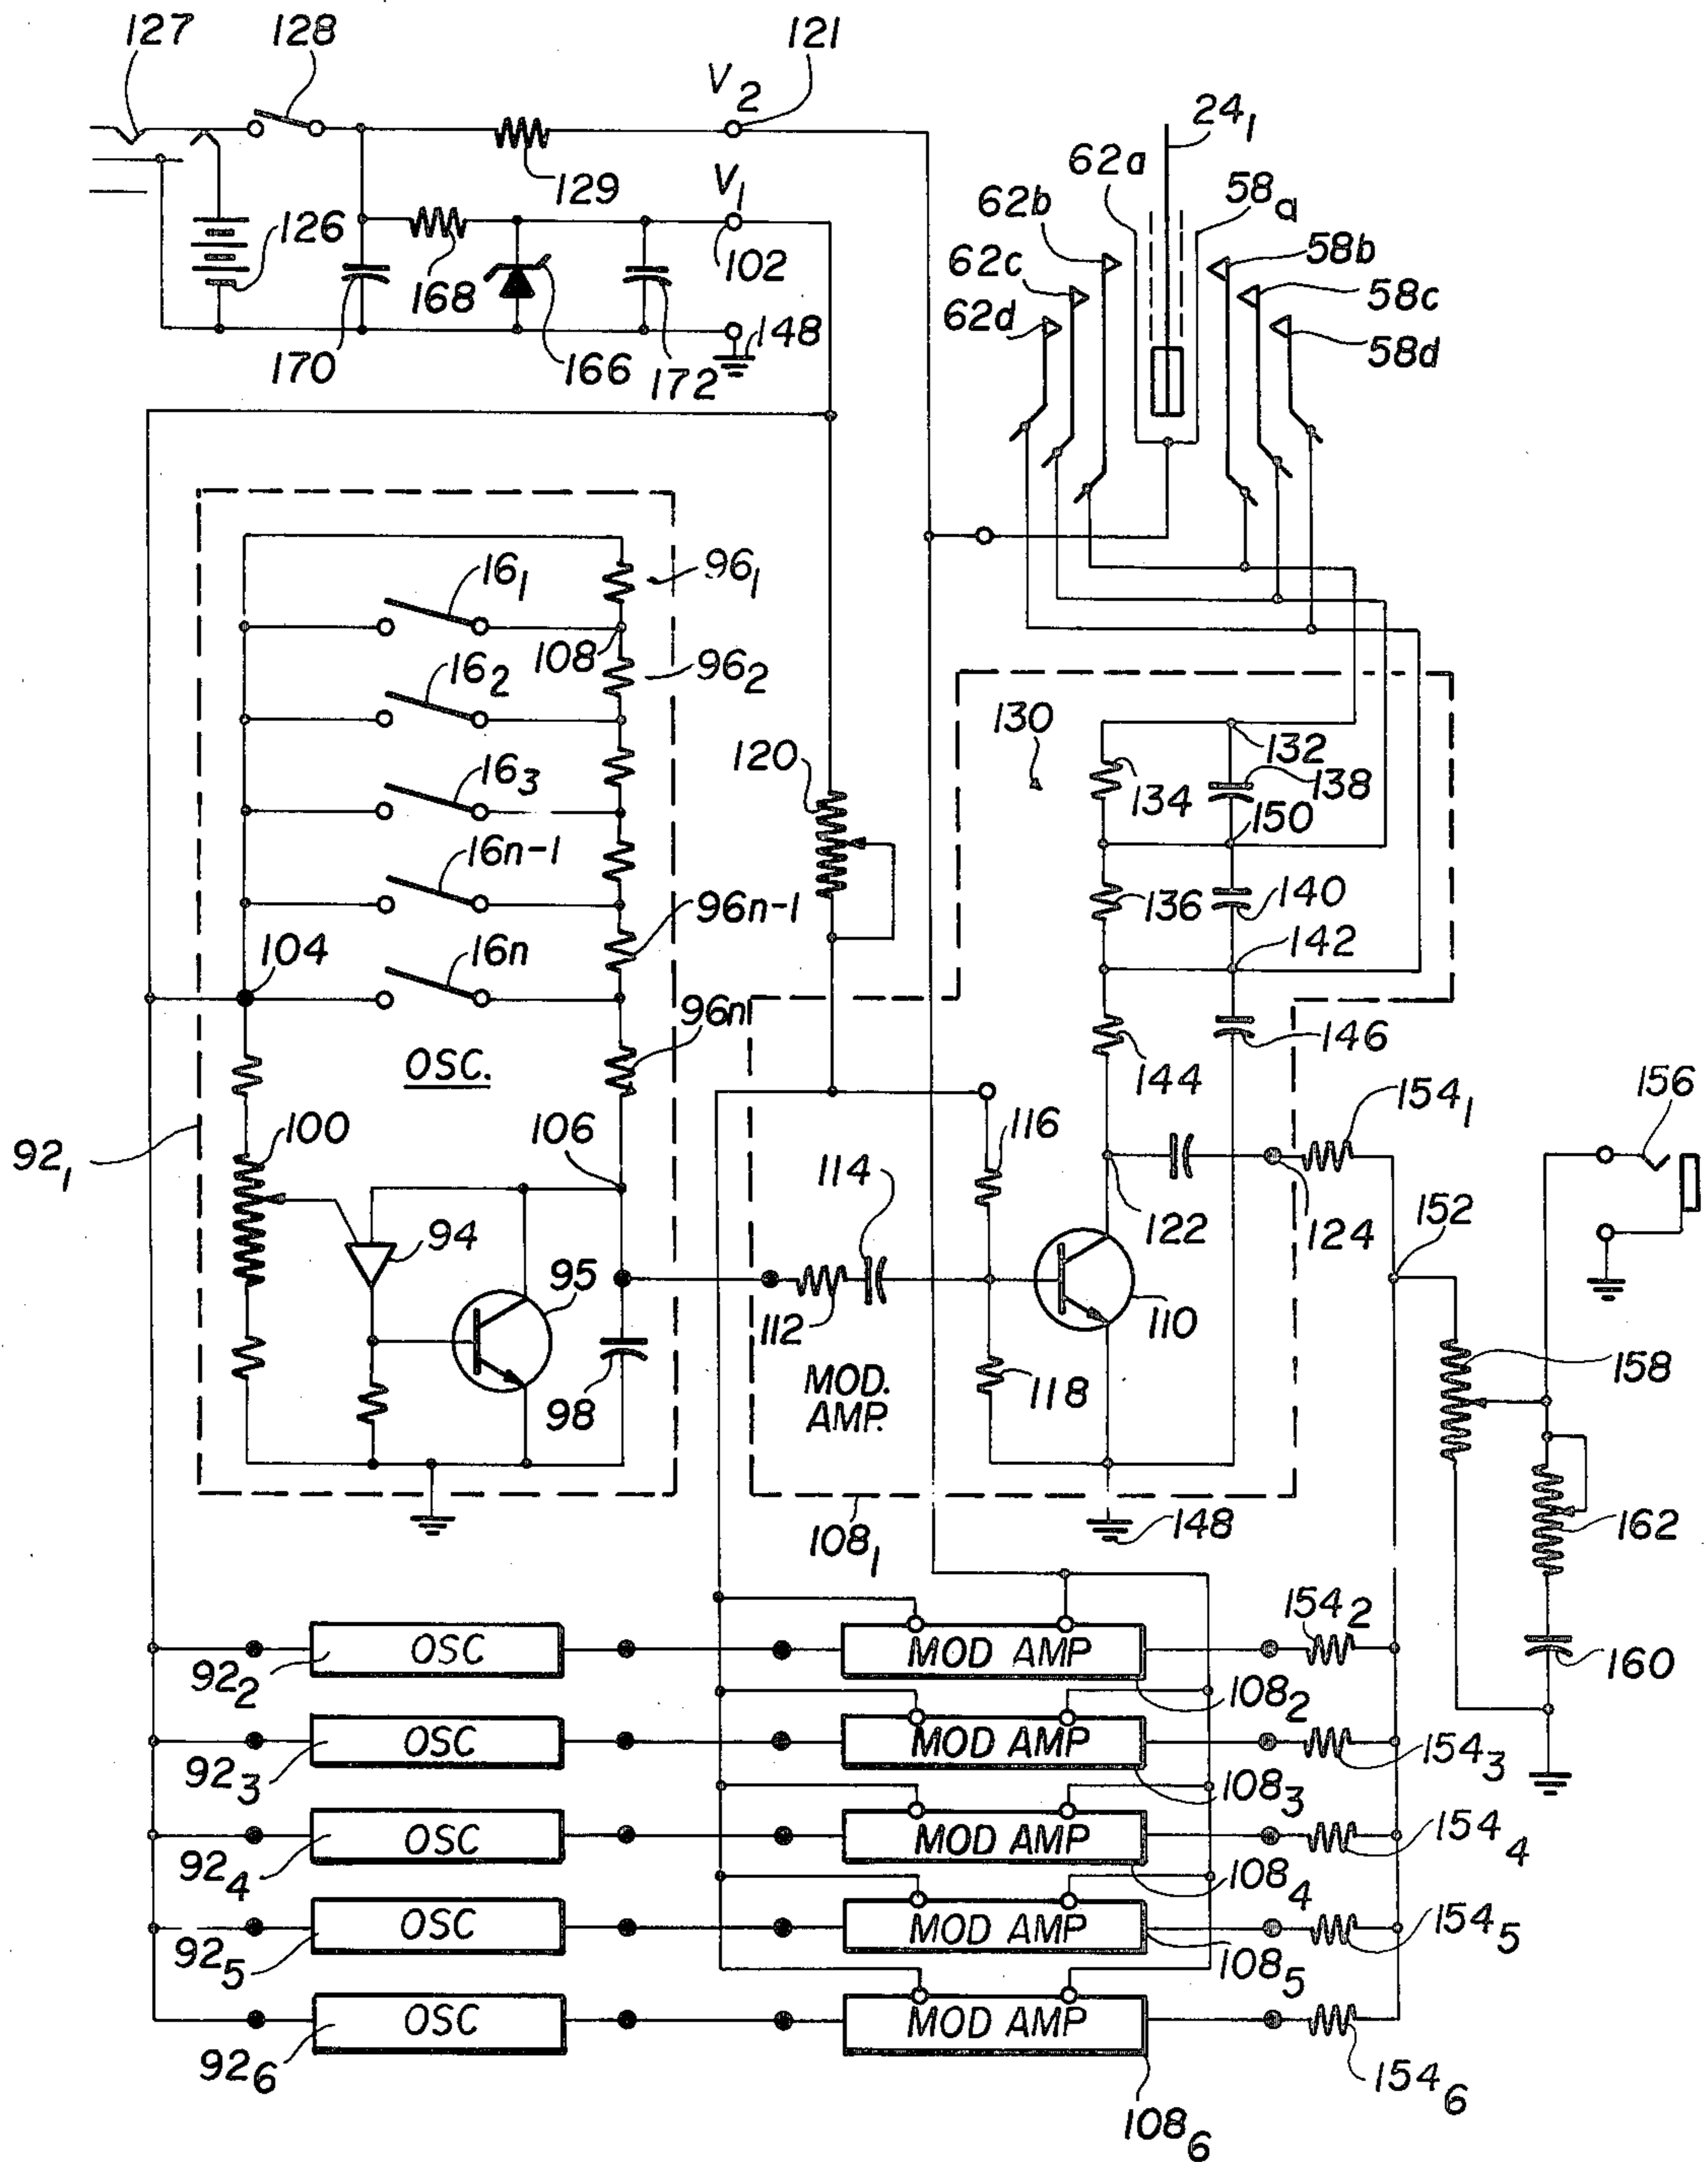 127
128
121
V2
24₁
62a
58a
129
V₁
62b
58b
126
62c
58c
102
168
62d
58d
148
170
166
172
16₁
96₁
108
16₂
96₂
130
132
120
134
138
16₃
150
16n-1
136
140
96n-1
142
104
16n
96n
146
OSC.
144
156
154₁
100
106
116
92₁
114
152
94
122
124
95
112
110
158
118
98
MOD.
AMP.
162
108₁
148
154₂
OSC
MOD AMP
160
92₂
108₂
OSC
MOD AMP
92₃
154₃
108₃
OSC
MOD AMP
154₄
92₄
108₄
OSC
MOD AMP
154₅
92₅
108₅
OSC
MOD AMP
92₆
154₆
108₆